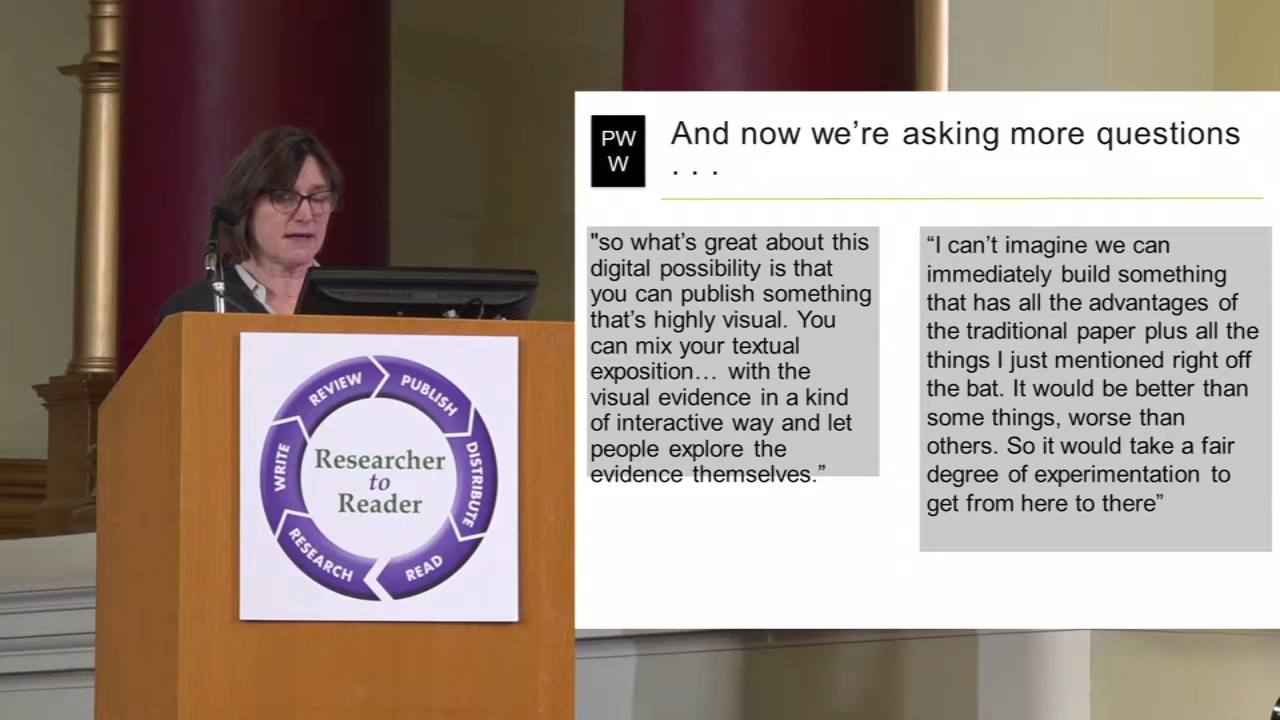 PW
W
And now we’re asking more questions
. . .
"so what’s great about this
digital possibility is that
you can publish something
that’s highly visual. You
can mix your textual
exposition… with the
visual evidence in a kind
of interactive way and let
people explore the
evidence themselves.”
“I can’t imagine we can
immediately build something
that has all the advantages of
the traditional paper plus all the
things I just mentioned right off
the bat. It would be better than
some things, worse than
others. So it would take a fair
degree of experimentation to
get from here to there”
REVIEW
PUBLISH
DISTRIBUTE
READ
RESEARCH
WRITE
Researcher
to
Reader